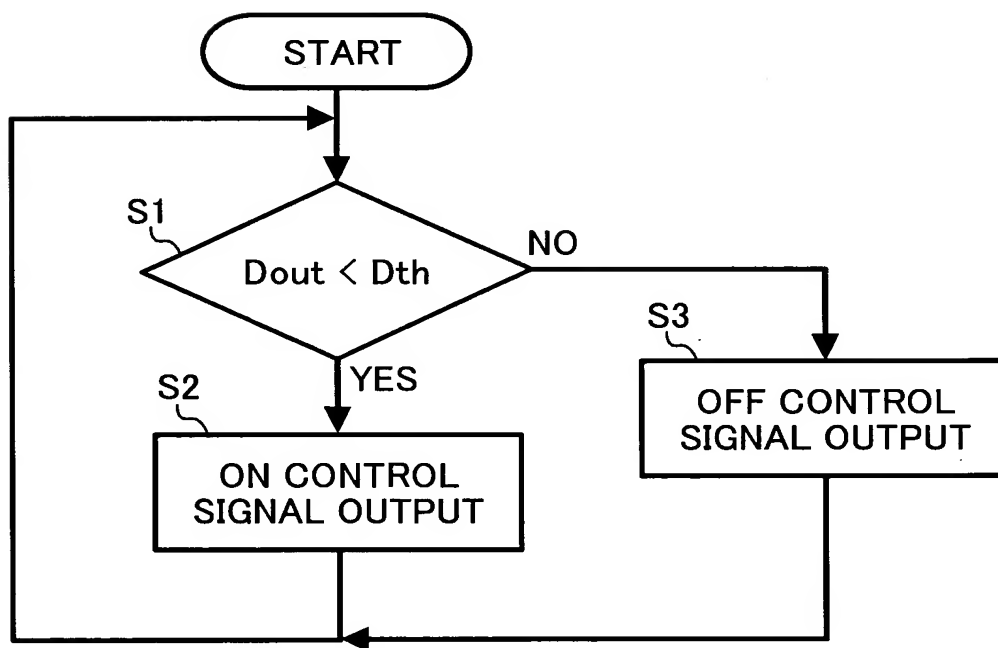 START
S1
Dout < Dth
NO
YES
S2
ON CONTROL
SIGNAL OUTPUT
S3
OFF CONTROL
SIGNAL OUTPUT